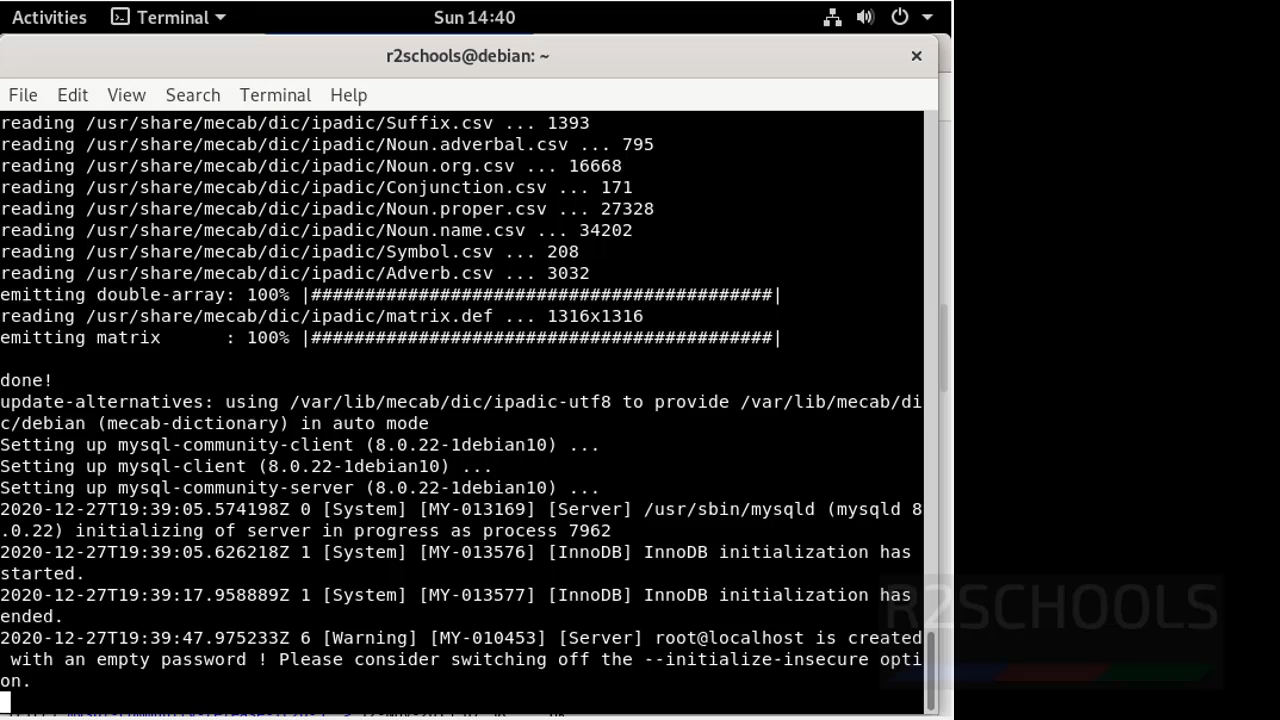 Activities Terminal Sun 14:40
r2schools@debian: ~ ×
File Edit View Search Terminal Help
reading /usr/share/mecab/dic/ipadic/Suffix.csv ... 1393
reading /usr/share/mecab/dic/ipadic/Noun.adverbal.csv ... 795
reading /usr/share/mecab/dic/ipadic/Noun.org.csv ... 16668
reading /usr/share/mecab/dic/ipadic/Conjunction.csv ... 171
reading /usr/share/mecab/dic/ipadic/Noun.proper.csv ... 27328
reading /usr/share/mecab/dic/ipadic/Noun.name.csv ... 34202
reading /usr/share/mecab/dic/ipadic/Symbol.csv ... 208
reading /usr/share/mecab/dic/ipadic/Adverb.csv ... 3032
emitting double-array: 100% |###########################################|
reading /usr/share/mecab/dic/ipadic/matrix.def ... 1316x1316
emitting matrix      : 100% |###########################################|
done!
update-alternatives: using /var/lib/mecab/dic/ipadic-utf8 to provide /var/lib/mecab/di
c/debian (mecab-dictionary) in auto mode
Setting up mysql-community-client (8.0.22-1debian10) ...
Setting up mysql-client (8.0.22-1debian10) ...
Setting up mysql-community-server (8.0.22-1debian10) ...
2020-12-27T19:39:05.574198Z 0 [System] [MY-013169] [Server] /usr/sbin/mysqld (mysqld 8
.0.22) initializing of server in progress as process 7962
2020-12-27T19:39:05.626218Z 1 [System] [MY-013576] [InnoDB] InnoDB initialization has
started.
2020-12-27T19:39:17.958889Z 1 [System] [MY-013577] [InnoDB] InnoDB initialization has
ended.
2020-12-27T19:39:47.975233Z 6 [Warning] [MY-010453] [Server] root@localhost is created
with an empty password ! Please consider switching off the --initialize-insecure opti
on.
R2SCHOOLS